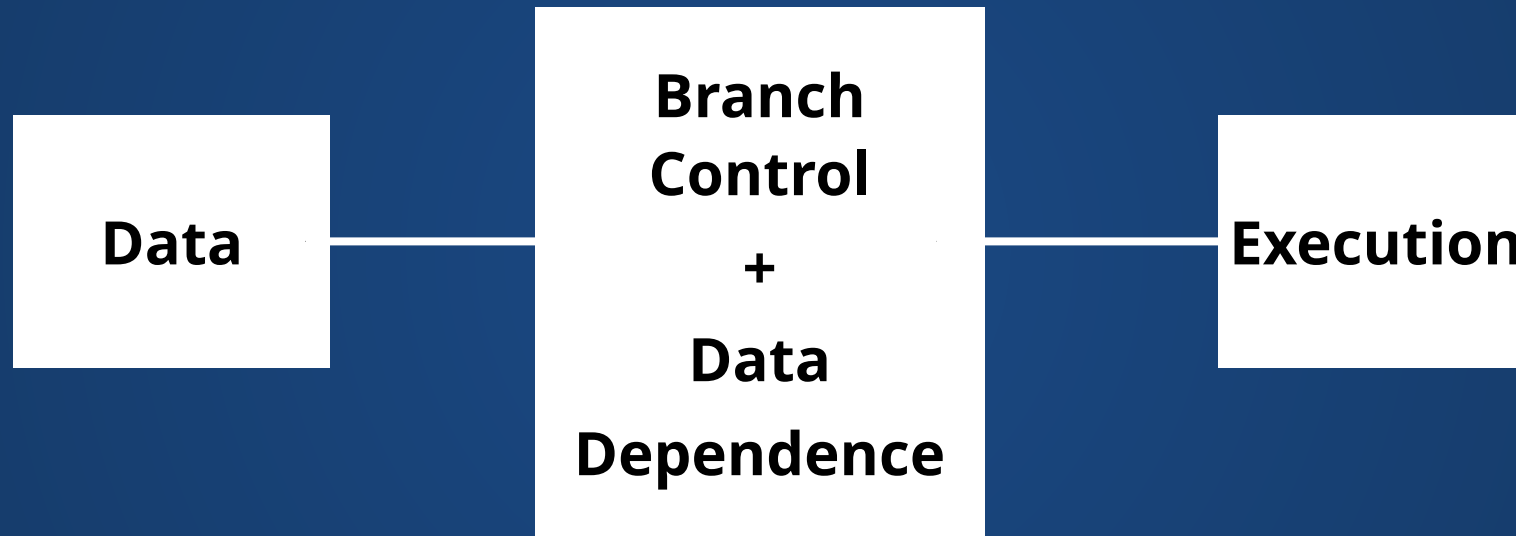 Data
Branch
Control
+
Data
Dependence
Execution